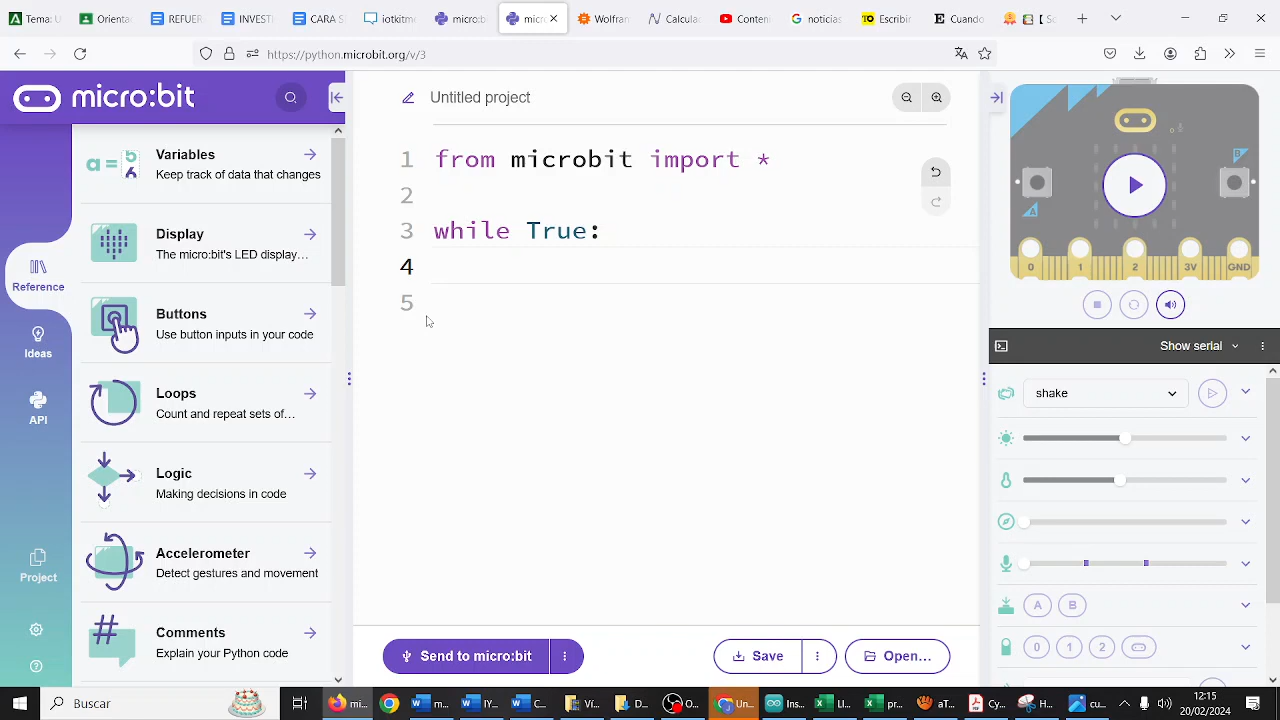 Tema:
Orientac
REFUER
INVESTI
CARA S
iotkitm
microb
micro
Wolfran
Calcula
Conten
noticias
Escribir
Cuando
https://python.microbit.org/v/3
micro:bit
Untitled project
Variables
Keep track of data that changes
Display
The micro:bit's LED display…
Buttons
Use button inputs in your code
Loops
Count and repeat sets of…
Logic
Making decisions in code
Accelerometer
Detect gestures and movement
Comments
Explain your Python code
Reference
Ideas
API
Project
1 from microbit import *
2
3 while True:
4
5
Send to micro:bit
Save
Open...
A
B
0 1 2 3V GND
Show serial
shake
A B
0 1 2
Buscar
12:15
20/02/2024